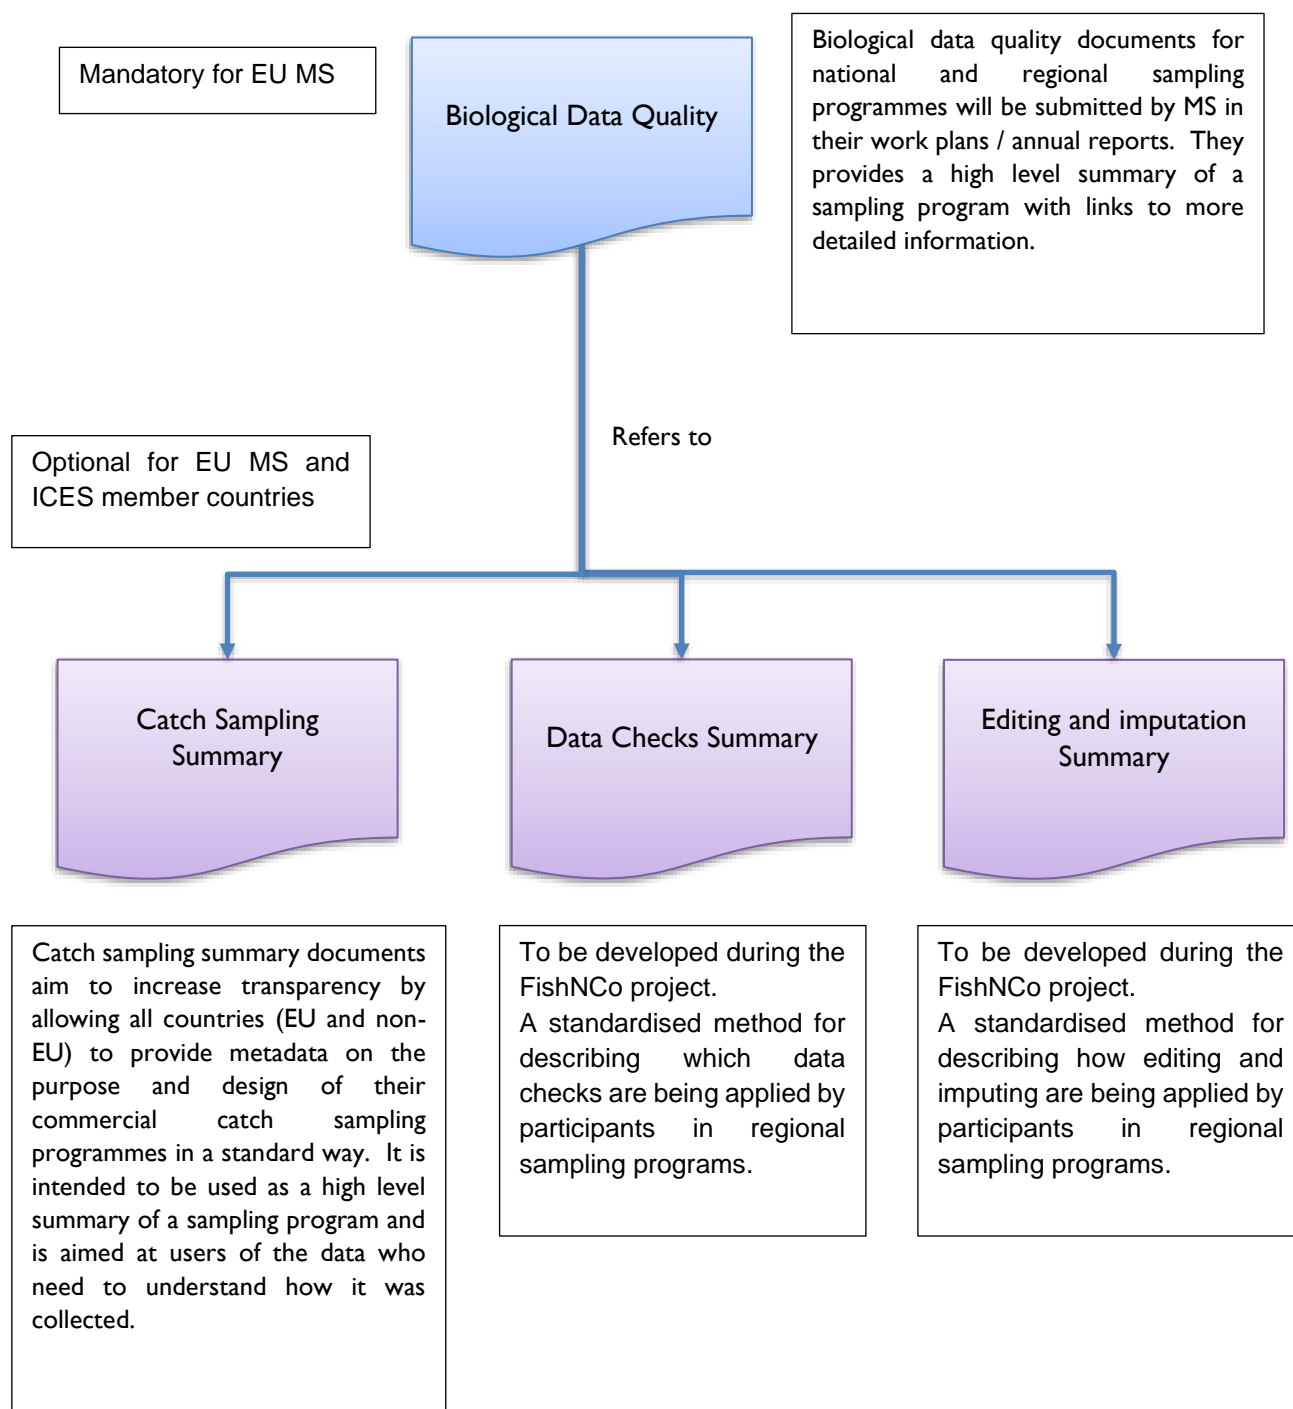 Mandatory for EU MS
Biological Data Quality
Biological data quality documents for
national and regional sampling
programmes will be submitted by MS in
their work plans / annual reports. They
provides a high level summary of a
sampling program with links to more
detailed information.
Refers to
Optional for EU MS and
ICES member countries
Catch Sampling
Summary
Data Checks Summary
Editing and imputation
Summary
Catch sampling summary documents
aim to increase transparency by
allowing all countries (EU and non-
EU) to provide metadata on the
purpose and design of their
commercial catch sampling
programmes in a standard way. It is
intended to be used as a high level
summary of a sampling program and
is aimed at users of the data who
need to understand how it was
collected.
To be developed during the
FishNCo project.
A standardised method for
describing which data
checks are being applied by
participants in regional
sampling programs.
To be developed during the
FishNCo project.
A standardised method for
describing how editing and
imputing are being applied by
participants in regional
sampling programs.